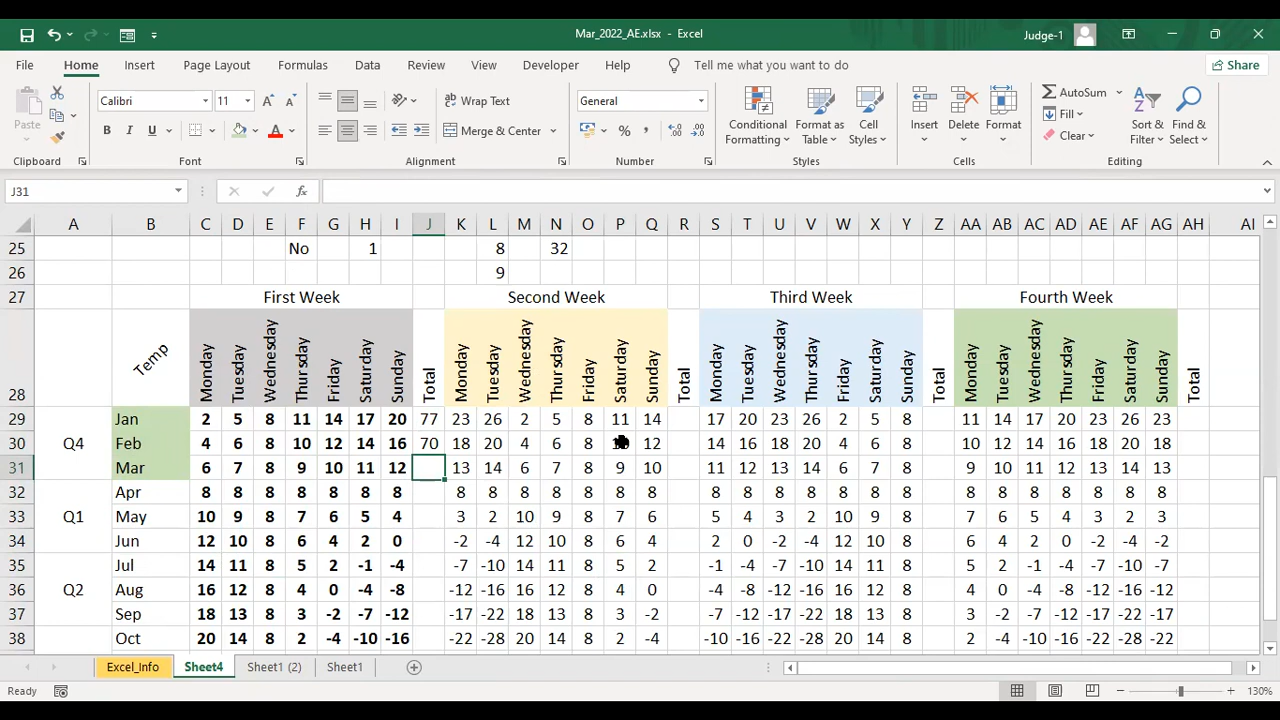 Mar_2022_AE.xlsx - Excel
Judge-1
File Home Insert Page Layout Formulas Data Review View Developer Help Tell me what you want to do Share
Paste Calibri 11 Wrap Text General Conditional Formatting Format as Table Cell Styles Insert Delete Format AutoSum Fill Clear Sort & Filter Find & Select
B I U Merge & Center
Clipboard Font Alignment Number Styles Cells Editing
J31
A B C D E F G H I J K L M N O P Q R S T U V W X Y Z AA AB AC AD AE AF AG AH AI
25 No 1 8 32
26 9
27 First Week Second Week Third Week Fourth Week
28 Temp Monday Tuesday Wednesday Thursday Friday Saturday Sunday Total Monday Tuesday Wednesday Thursday Friday Saturday Sunday Total Monday Tuesday Wednesday Thursday Friday Saturday Sunday Total Monday Tuesday Wednesday Thursday Friday Saturday Sunday Total
29 Jan 2 5 8 11 14 17 20 77 23 26 2 5 8 11 14 17 20 23 26 2 5 8 11 14 17 20 23 26 23
30 Q4 Feb 4 6 8 10 12 14 16 70 18 20 4 6 8 12 14 16 18 20 4 6 8 10 12 14 16 18 20 18
31 Mar 6 7 8 9 10 11 12 13 14 6 7 8 9 10 11 12 13 14 6 7 8 9 10 11 12 13 14 13
32 Apr 8 8 8 8 8 8 8 8 8 8 8 8 8 8 8 8 8 8 8 8 8 8 8 8 8 8 8 8
33 Q1 May 10 9 8 7 6 5 4 3 2 10 9 8 7 6 5 4 3 2 10 9 8 7 6 5 4 3 2 3
34 Jun 12 10 8 6 4 2 0 -2 -4 12 10 8 6 4 2 0 -2 -4 12 10 8 6 4 2 0 -2 -4 -2
35 Jul 14 11 8 5 2 -1 -4 -7 -10 14 11 8 5 2 -1 -4 -7 -10 14 11 8 5 2 -1 -4 -7 -10 -7
36 Q2 Aug 16 12 8 4 0 -4 -8 -12 -16 16 12 8 4 0 -4 -8 -12 -16 16 12 8 4 0 -4 -8 -12 -16 -12
37 Sep 18 13 8 3 -2 -7 -12 -17 -22 18 13 8 3 -2 -7 -12 -17 -22 18 13 8 3 -2 -7 -12 -17 -22 -17
38 Oct 20 14 8 2 -4 -10 -16 -22 -28 20 14 8 2 -4 -10 -16 -22 -28 20 14 8 2 -4 -10 -16 -22 -28 -22
Excel_Info Sheet4 Sheet1 (2) Sheet1
Ready 130%